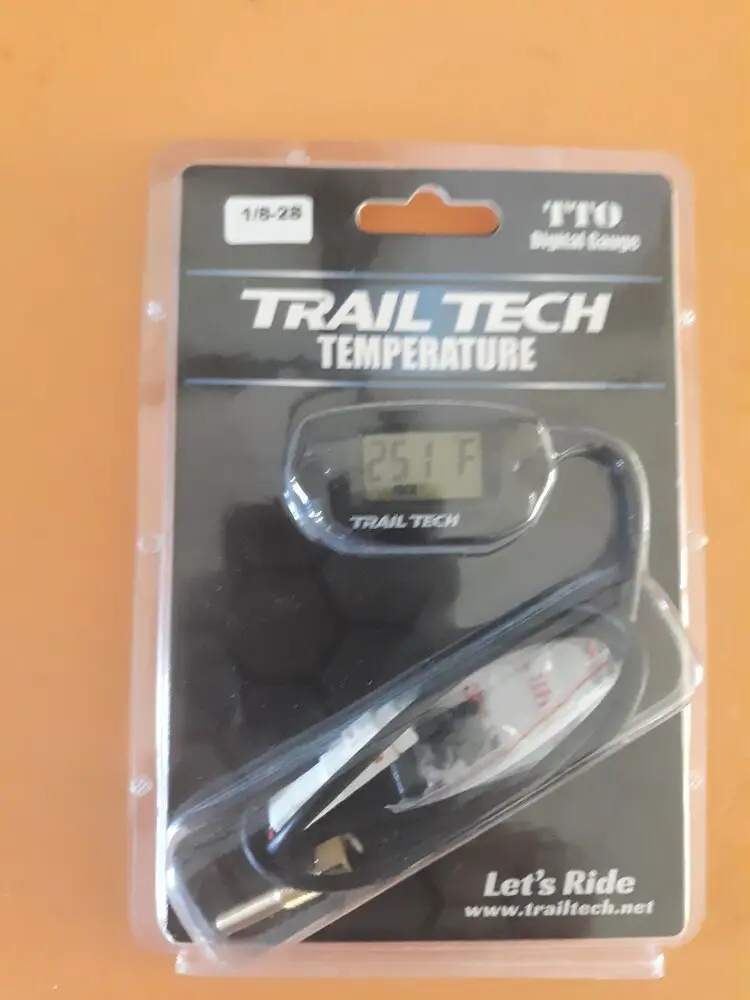 1/8-28
TTO
Digital Gauge
TRAIL TECH
TEMPERATURE
251 F
TRAIL TECH
Let's Ride
www.trailtech.net